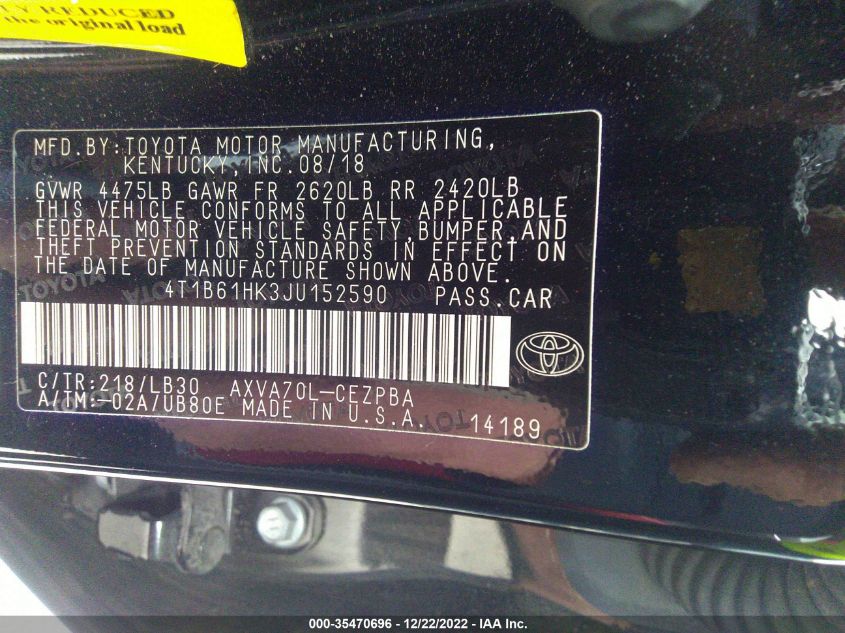 LY REDUCED
the original load
MFD.BY:TOYOTA MOTOR MANUFACTURING,
KENTUCKY,INC.08/18
GVWR 4475LB GAWR FR 2620LB RR 2420LB
THIS VEHICLE CONFORMS TO ALL APPLICABLE
FEDERAL MOTOR VEHICLE SAFETY,BUMPER,AND
THEFT PREVENTION STANDARDS IN EFFECT ON
THE DATE OF MANUFACTURE SHOWN ABOVE.
4T1B61HK3JU152590 PASS.CAR
C/TR:218/LB30 AXVA70L-CEZPBA
A/TM:-02A/UB80E MADE IN U.S.A. 14189
000-35470696 - 12/22/2022 - IAA Inc.